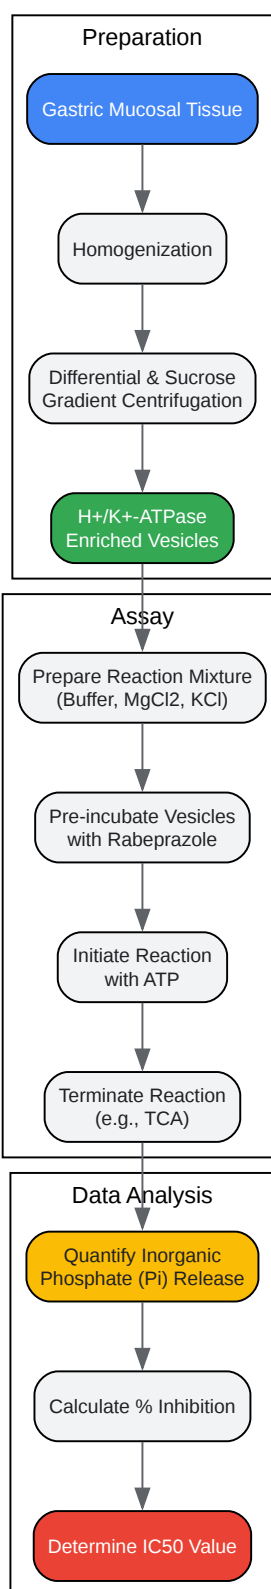 Preparation
Gastric Mucosal Tissue
Homogenization
Differential & Sucrose
Gradient Centrifugation
H+/K+-ATPase
Enriched Vesicles
Assay
Prepare Reaction Mixture
(Buffer, MgCl2, KCl)
Pre-incubate Vesicles
with Rabeprazole
Initiate Reaction
with ATP
Terminate Reaction
(e.g., TCA)
Data Analysis
Quantify Inorganic
Phosphate (Pi) Release
Calculate % Inhibition
Determine IC50 Value